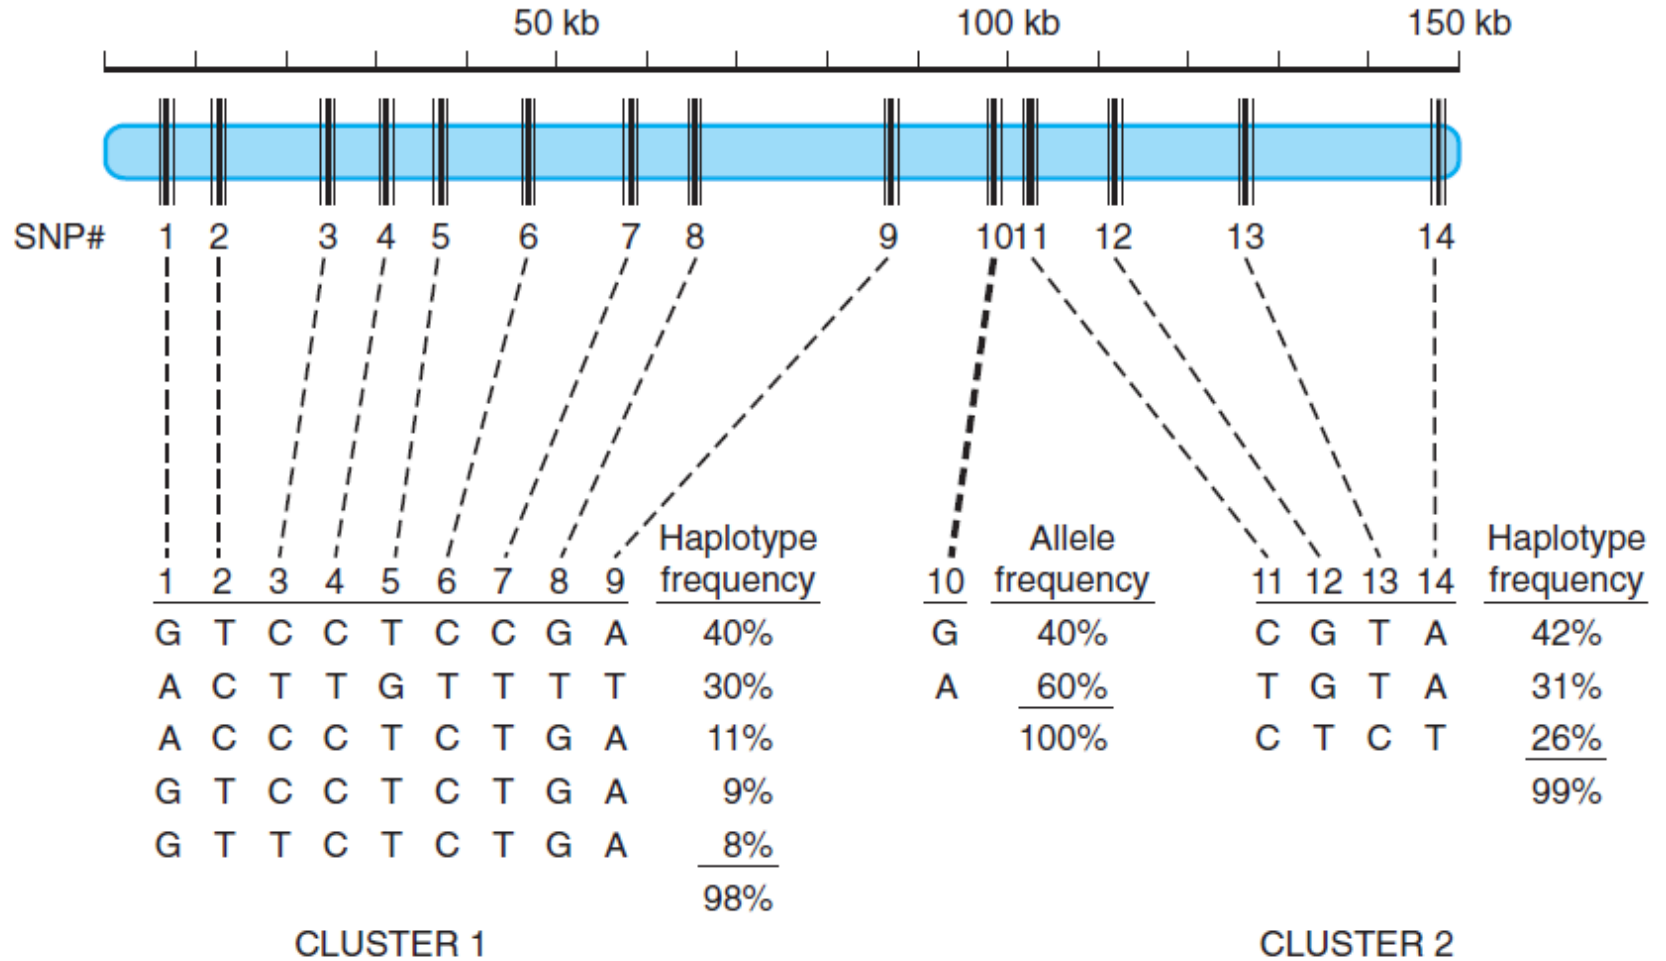 50 kb 100 kb 150 kb
SNP# 1 2 3 4 5 6 7 8 9 10 11 12 13 14
Haplotype Allele Haplotype
1 2 3 4 5 6 7 8 9 frequency 10 frequency 11 12 13 14 frequency
G T C C T C C G A 40% G 40% C G T A 42%
A C T T G T T T T 30% A 60% T G T A 31%
A C C C T C T G A 11% 100% C T C T 26%
G T C C T C T G A 9% 99%
G T T C T C T G A 8%
98%
CLUSTER 1 CLUSTER 2